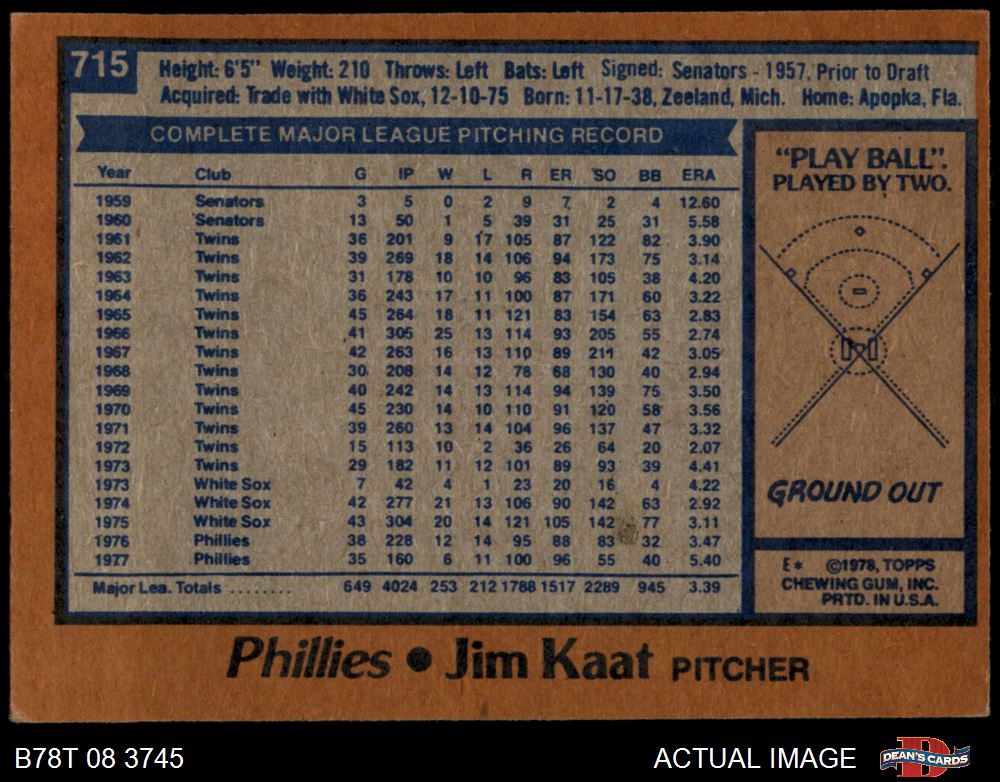 715
Height: 6'5" Weight: 210 Throws: Left Bats: Left Signed: Senators - 1957, Prior to Draft
Acquired: Trade with White Sox, 12-10-75 Born: 11-17-38, Zeeland, Mich. Home: Apopka, Fla.
COMPLETE MAJOR LEAGUE PITCHING RECORD
Year Club G IP W L R ER SO BB ERA
1959 Senators 3 5 0 2 9 7 2 4 12.60
1960 Senators 13 50 1 5 39 31 25 31 5.58
1961 Twins 36 201 9 17 105 87 122 82 3.90
1962 Twins 39 269 18 14 106 94 173 75 3.14
1963 Twins 31 178 10 10 96 83 105 38 4.20
1964 Twins 36 243 17 11 100 87 171 60 3.22
1965 Twins 45 264 18 11 121 83 154 63 2.83
1966 Twins 41 305 25 13 114 93 205 55 2.74
1967 Twins 42 263 16 13 110 89 211 42 3.05
1968 Twins 30 208 14 12 78 68 130 40 2.94
1969 Twins 40 242 14 13 114 94 139 75 3.50
1970 Twins 45 230 14 10 110 91 120 58 3.56
1971 Twins 39 260 13 14 104 96 137 47 3.32
1972 Twins 15 113 10 2 36 26 64 20 2.07
1973 Twins 29 182 11 12 101 89 93 39 4.41
1973 White Sox 7 42 4 1 23 20 16 4 4.22
1974 White Sox 42 277 21 13 106 90 142 63 2.92
1975 White Sox 43 304 20 14 121 105 142 77 3.11
1976 Phillies 38 228 12 14 95 88 83 32 3.47
1977 Phillies 35 160 6 11 100 96 55 40 5.40
Major Lea. Totals ........ 649 4024 253 212 1788 1517 2289 945 3.39
"PLAY BALL".
PLAYED BY TWO.
GROUND OUT
E* ©1978, TOPPS
CHEWING GUM, INC.
PRTD. IN U.S.A.
Phillies • Jim Kaat PITCHER
B78T 08 3745
ACTUAL IMAGE
DEAN'S CARDS